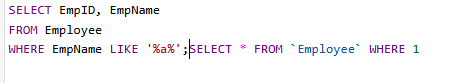 SELECT EmpID, EmpName
FROM Employee
WHERE EmpName LIKE '%a%';SELECT * FROM `Employee` WHERE 1